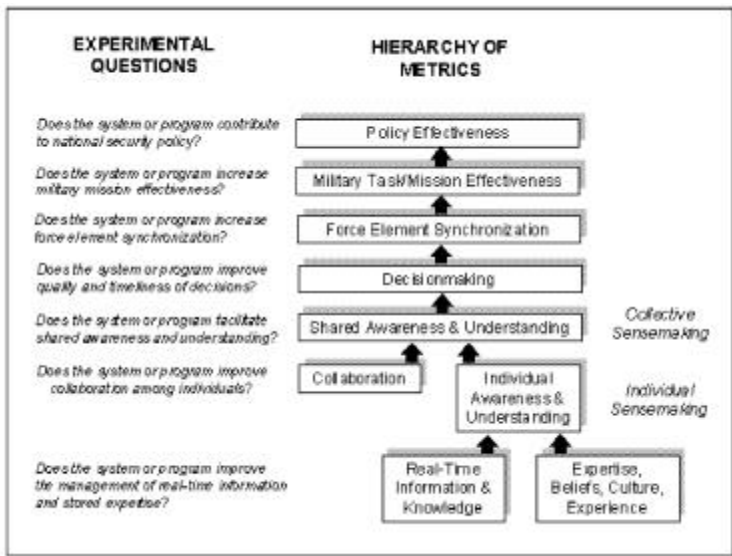 EXPERIMENTAL
QUESTIONS
HIERARCHY OF
METRICS
Does the system or program contribute
to national security policy?
Policy Effectiveness
Does the system or program increase
military mission effectiveness?
Military Task/Mission Effectiveness
Does the system or program increase
force element synchronization?
Force Element Synchronization
Does the system or program improve
quality and timeliness of decisions?
Decisionmaking
Does the system or program facilitate
shared awareness and understanding?
Shared Awareness & Understanding
Collective
Sensemaking
Does the system or program improve
collaboration among individuals?
Collaboration
Individual
Awareness &
Understanding
Individual
Sensemaking
Does the system or program improve
the management of real-time information
and stored expertise?
Real-Time
Information &
Knowledge
Expertise,
Beliefs, Culture,
Experience